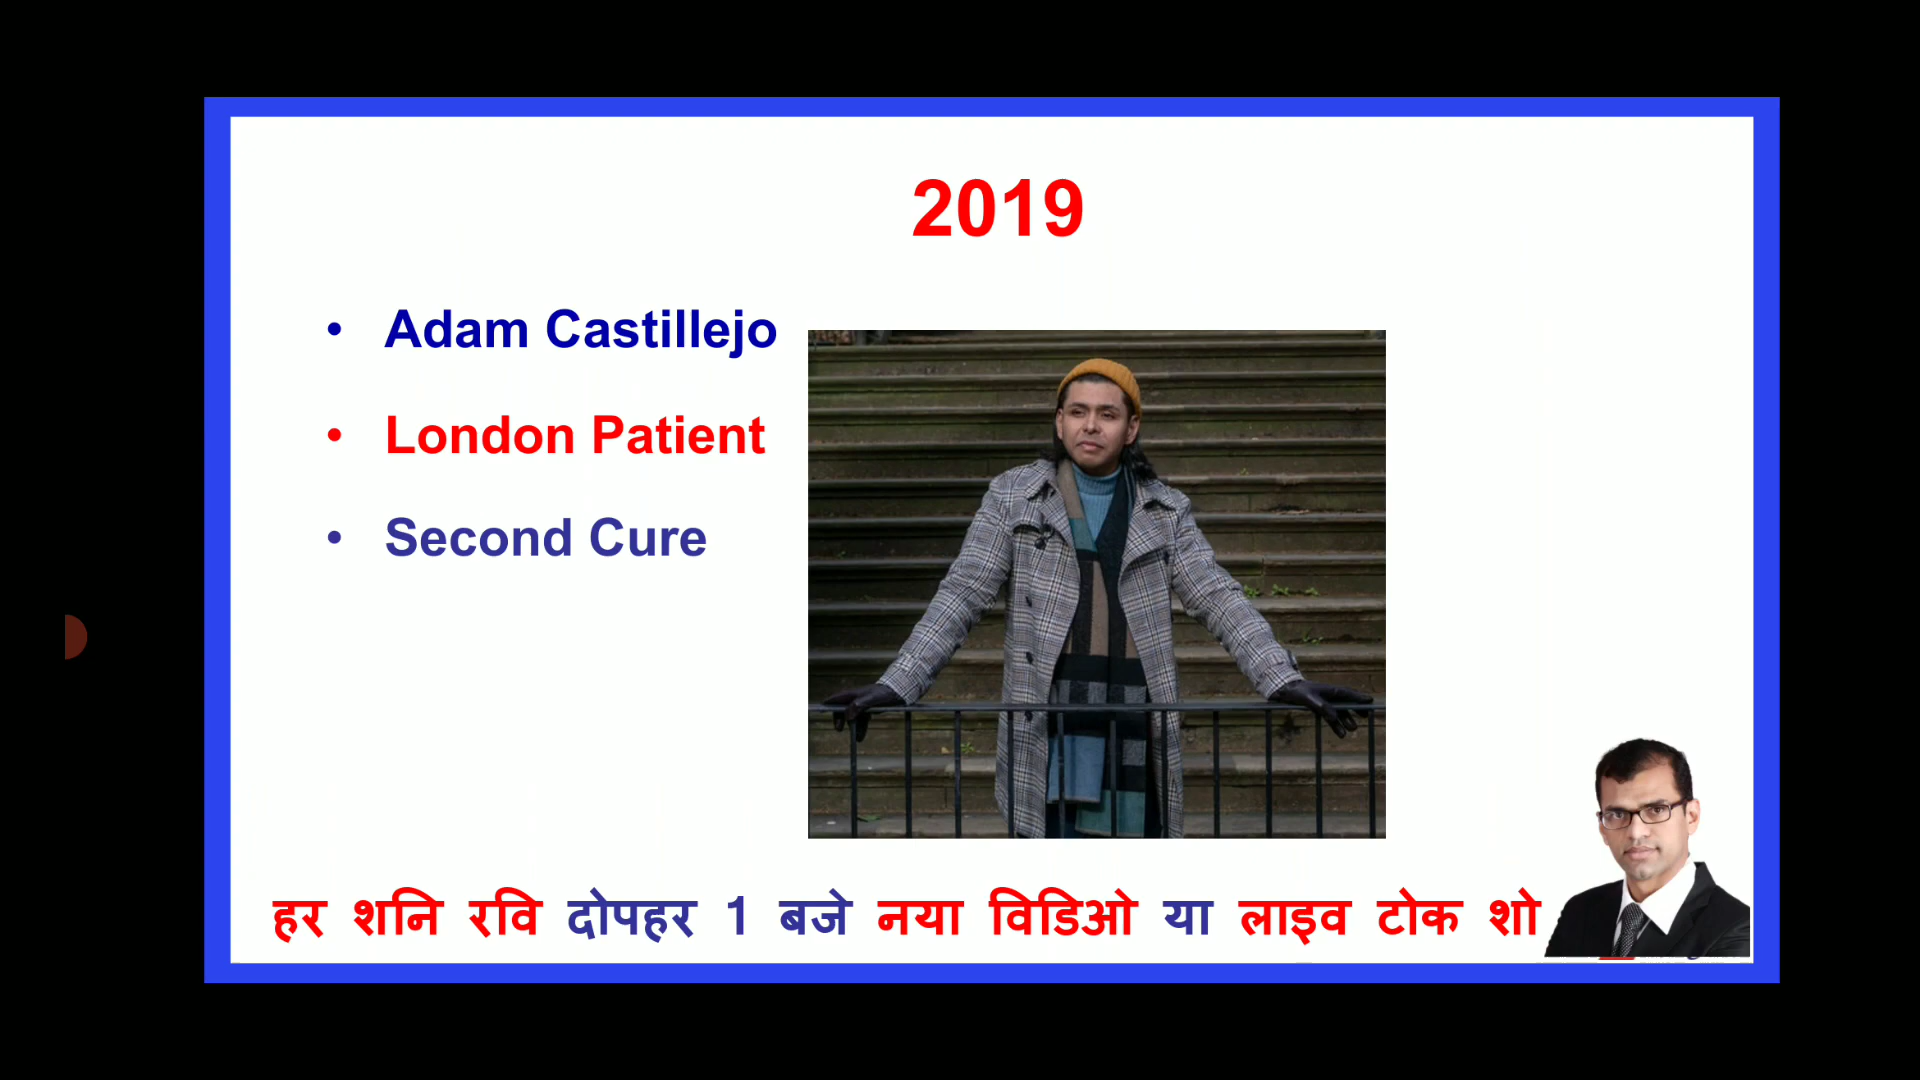 2019
• Adam Castillejo
• London Patient
• Second Cure
हर शनि रवि दोपहर 1 बजे नया विडिओ या लाइव टोक शो